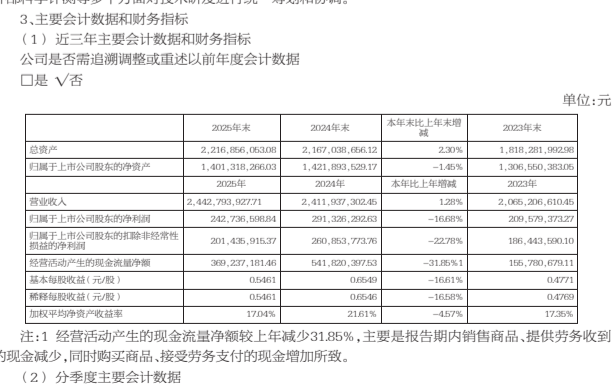 3、主要会计数据和财务指标
（1）近三年主要会计数据和财务指标
公司是否需追溯调整或重述以前年度会计数据
□是 √否
单位:元
2025年末 2024年末 本年末比上年末增减 2023年末
总资产 2,216,856,053.08 2,167,038,656.12 2.30% 1,818,281,992.98
归属于上市公司股东的净资产 1,401,318,266.03 1,421,893,529.17 -1.45% 1,306,550,383.05
2025年 2024年 本年比上年增减 2023年
营业收入 2,442,793,927.71 2,411,937,302.45 1.28% 2,065,206,610.45
归属于上市公司股东的净利润 242,736,598.84 291,326,292.63 -16.68% 209,579,373.27
归属于上市公司股东的扣除非经常性损益的净利润 201,435,915.37 260,853,773.76 -22.78% 186,443,590.10
经营活动产生的现金流量净额 369,237,181.46 541,820,397.53 -31.85%1 155,780,679.11
基本每股收益（元/股） 0.5461 0.6549 -16.61% 0.4771
稀释每股收益（元/股） 0.5461 0.6546 -16.58% 0.4769
加权平均净资产收益率 17.04% 21.61% -4.57% 17.35%
注:1 经营活动产生的现金流量净额较上年减少31.85%,主要是报告期内销售商品、提供劳务收到
的现金减少,同时购买商品、接受劳务支付的现金增加所致。
（2）分季度主要会计数据